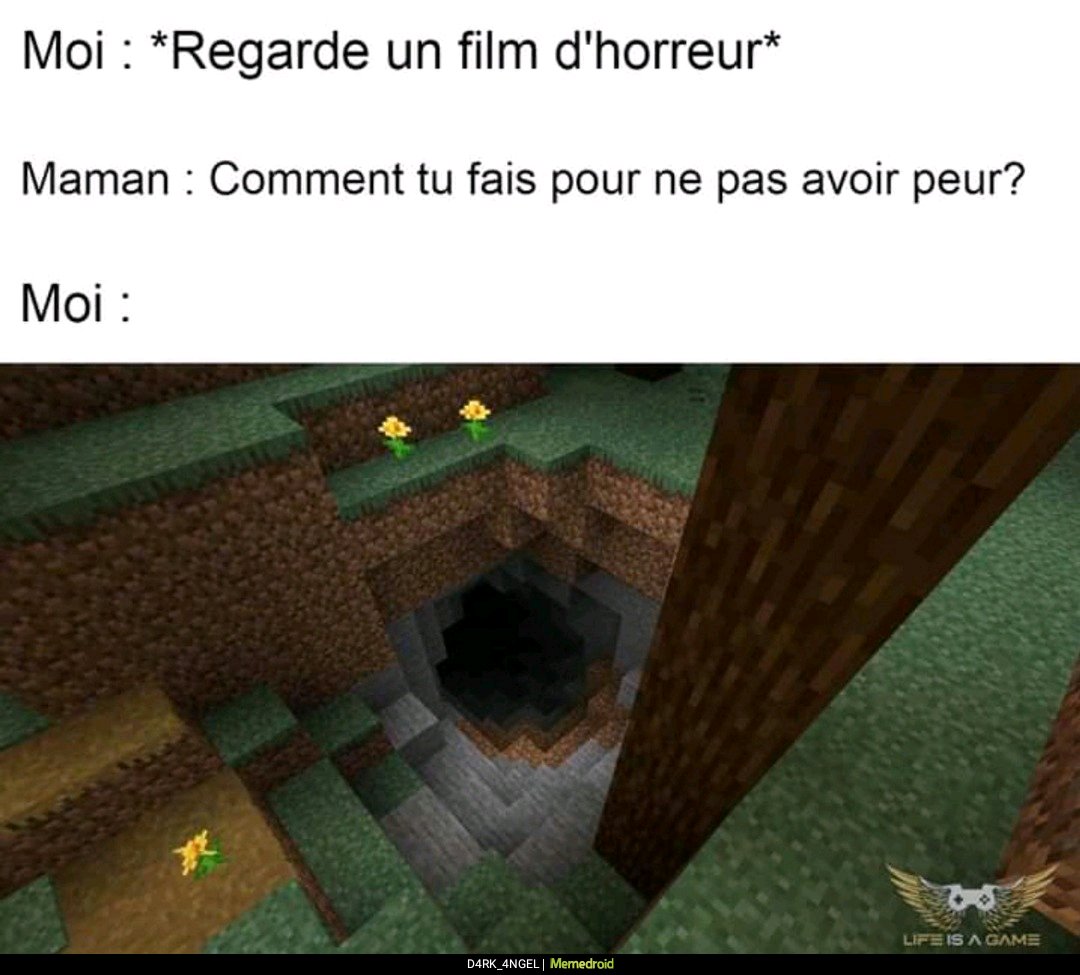 Moi : *Regarde un film d'horreur*
Maman : Comment tu fais pour ne pas avoir peur?
Moi :
LIFE IS A GAME
D4RK_4NGEL | Memedroid